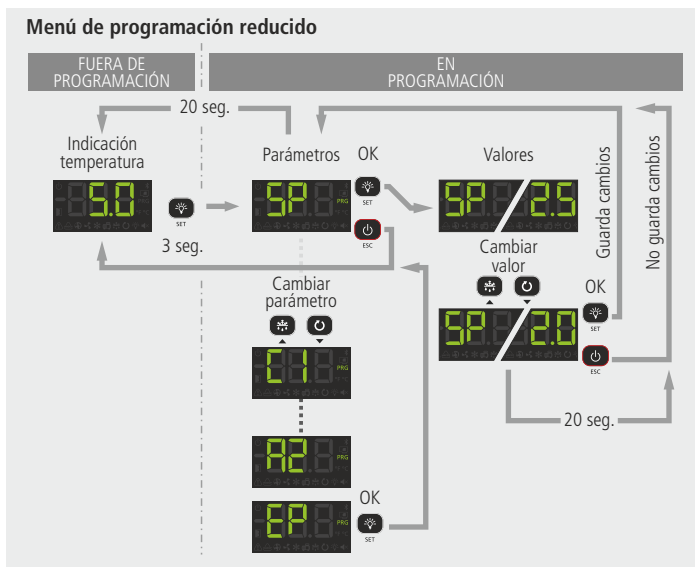 Menú de programación reducido
FUERA DE
PROGRAMACIÓN
EN
PROGRAMACIÓN
20 seg.
Indicación
temperatura
Parámetros
OK
Valores
5.0
SET
SP
PRG
SET
SP
2.5
3 seg.
ESC
Cambiar
valor
Cambiar
parámetro
OK
SP
2.0
SET
ESC
Guarda cambios
No guarda cambios
C1
PRG
20 seg.
A2
PRG
EP
PRG
OK
SET